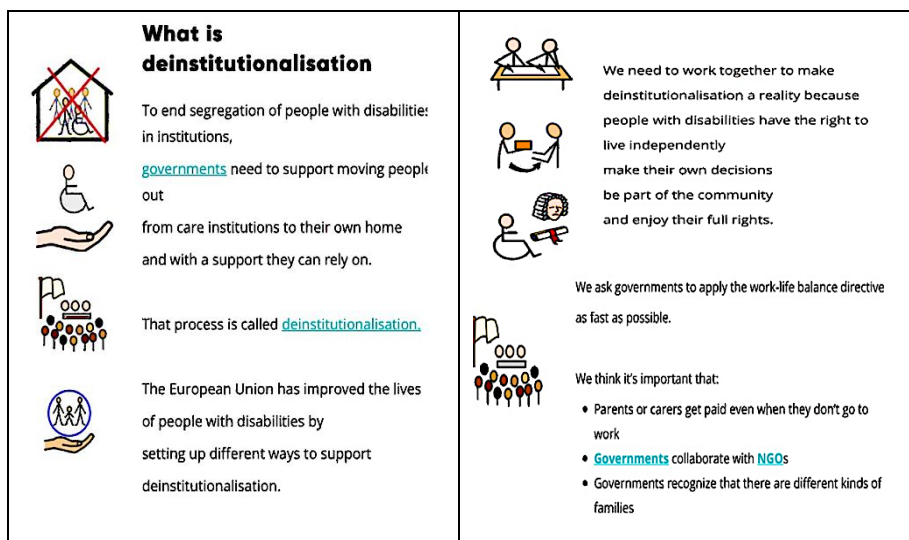 What is
deinstitutionalisation
To end segregation of people with disabilities
in institutions,
governments need to support moving people
out
from care institutions to their own home
and with a support they can rely on.
That process is called deinstitutionalisation.
The European Union has improved the lives
of people with disabilities by
setting up different ways to support
deinstitutionalisation.
We need to work together to make
deinstitutionalisation a reality because
people with disabilities have the right to
live independently
make their own decisions
be part of the community
and enjoy their full rights.
We ask governments to apply the work-life balance directive
as fast as possible.
We think it's important that:
• Parents or carers get paid even when they don't go to
work
• Governments collaborate with NGOs
• Governments recognize that there are different kinds of
families